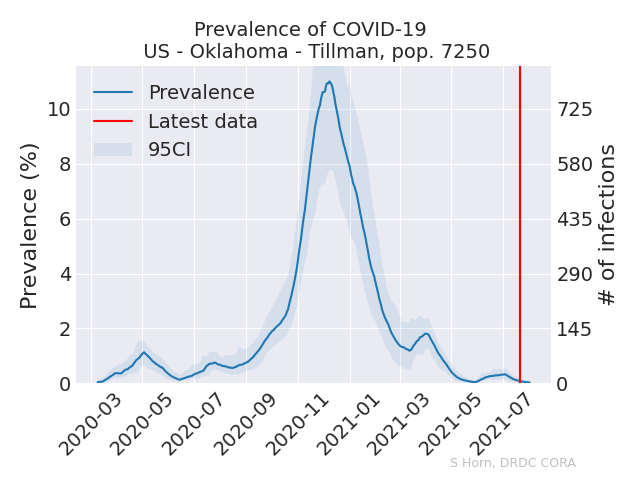 Prevalence of COVID-19
US - Oklahoma - Tillman, pop. 7250
Prevalence
Latest data
95CI
Prevalence (%)
10
8
6
4
2
0
725
580
435
290
145
0
# of infections
2020-03
2020-05
2020-07
2020-09
2020-11
2021-01
2021-03
2021-05
2021-07
S Horn, DRDC CORA